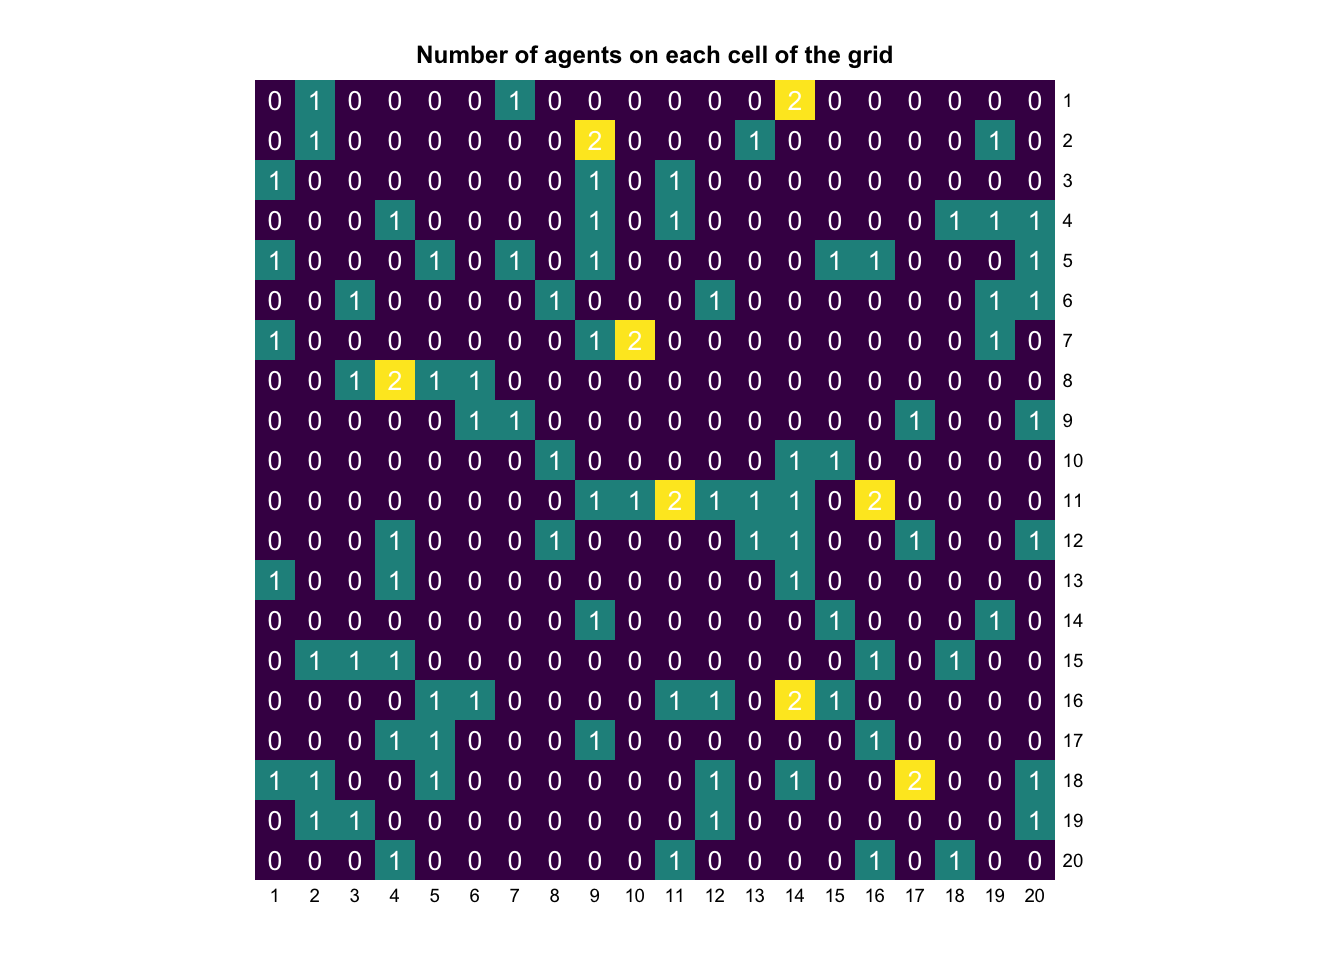 Number of agents on each cell of the grid
0 1 0 0 0 0 1 0 0 0 0 0 0 2 0 0 0 0 0 0 1
0 1 0 0 0 0 0 0 2 0 0 0 1 0 0 0 0 0 1 0 2
1 0 0 0 0 0 0 0 1 0 1 0 0 0 0 0 0 0 0 0 3
0 0 0 1 0 0 0 0 1 0 1 0 0 0 0 0 0 1 1 1 4
1 0 0 0 1 0 1 0 1 0 0 0 0 0 1 1 0 0 0 1 5
0 0 1 0 0 0 0 1 0 0 0 1 0 0 0 0 0 0 1 1 6
1 0 0 0 0 0 0 0 1 2 0 0 0 0 0 0 0 0 1 0 7
0 0 1 2 1 1 0 0 0 0 0 0 0 0 0 0 0 0 0 0 8
0 0 0 0 0 1 1 0 0 0 0 0 0 0 0 0 1 0 0 1 9
0 0 0 0 0 0 0 1 0 0 0 0 0 1 1 0 0 0 0 0 10
0 0 0 0 0 0 0 0 1 1 2 1 1 1 0 2 0 0 0 0 11
0 0 0 1 0 0 0 1 0 0 0 0 1 1 0 0 1 0 0 1 12
1 0 0 1 0 0 0 0 0 0 0 0 0 1 0 0 0 0 0 0 13
0 0 0 0 0 0 0 0 1 0 0 0 0 0 1 0 0 0 1 0 14
0 1 1 1 0 0 0 0 0 0 0 0 0 0 0 1 0 1 0 0 15
0 0 0 0 1 1 0 0 0 0 1 1 0 2 1 0 0 0 0 0 16
0 0 0 1 1 0 0 0 1 0 0 0 0 0 0 1 0 0 0 0 17
1 1 0 0 1 0 0 0 0 0 0 1 0 1 0 0 2 0 0 1 18
0 1 1 0 0 0 0 0 0 0 0 1 0 0 0 0 0 0 0 1 19
0 0 0 1 0 0 0 0 0 0 1 0 0 0 0 1 0 1 0 0 20
1 2 3 4 5 6 7 8 9 10 11 12 13 14 15 16 17 18 19 20